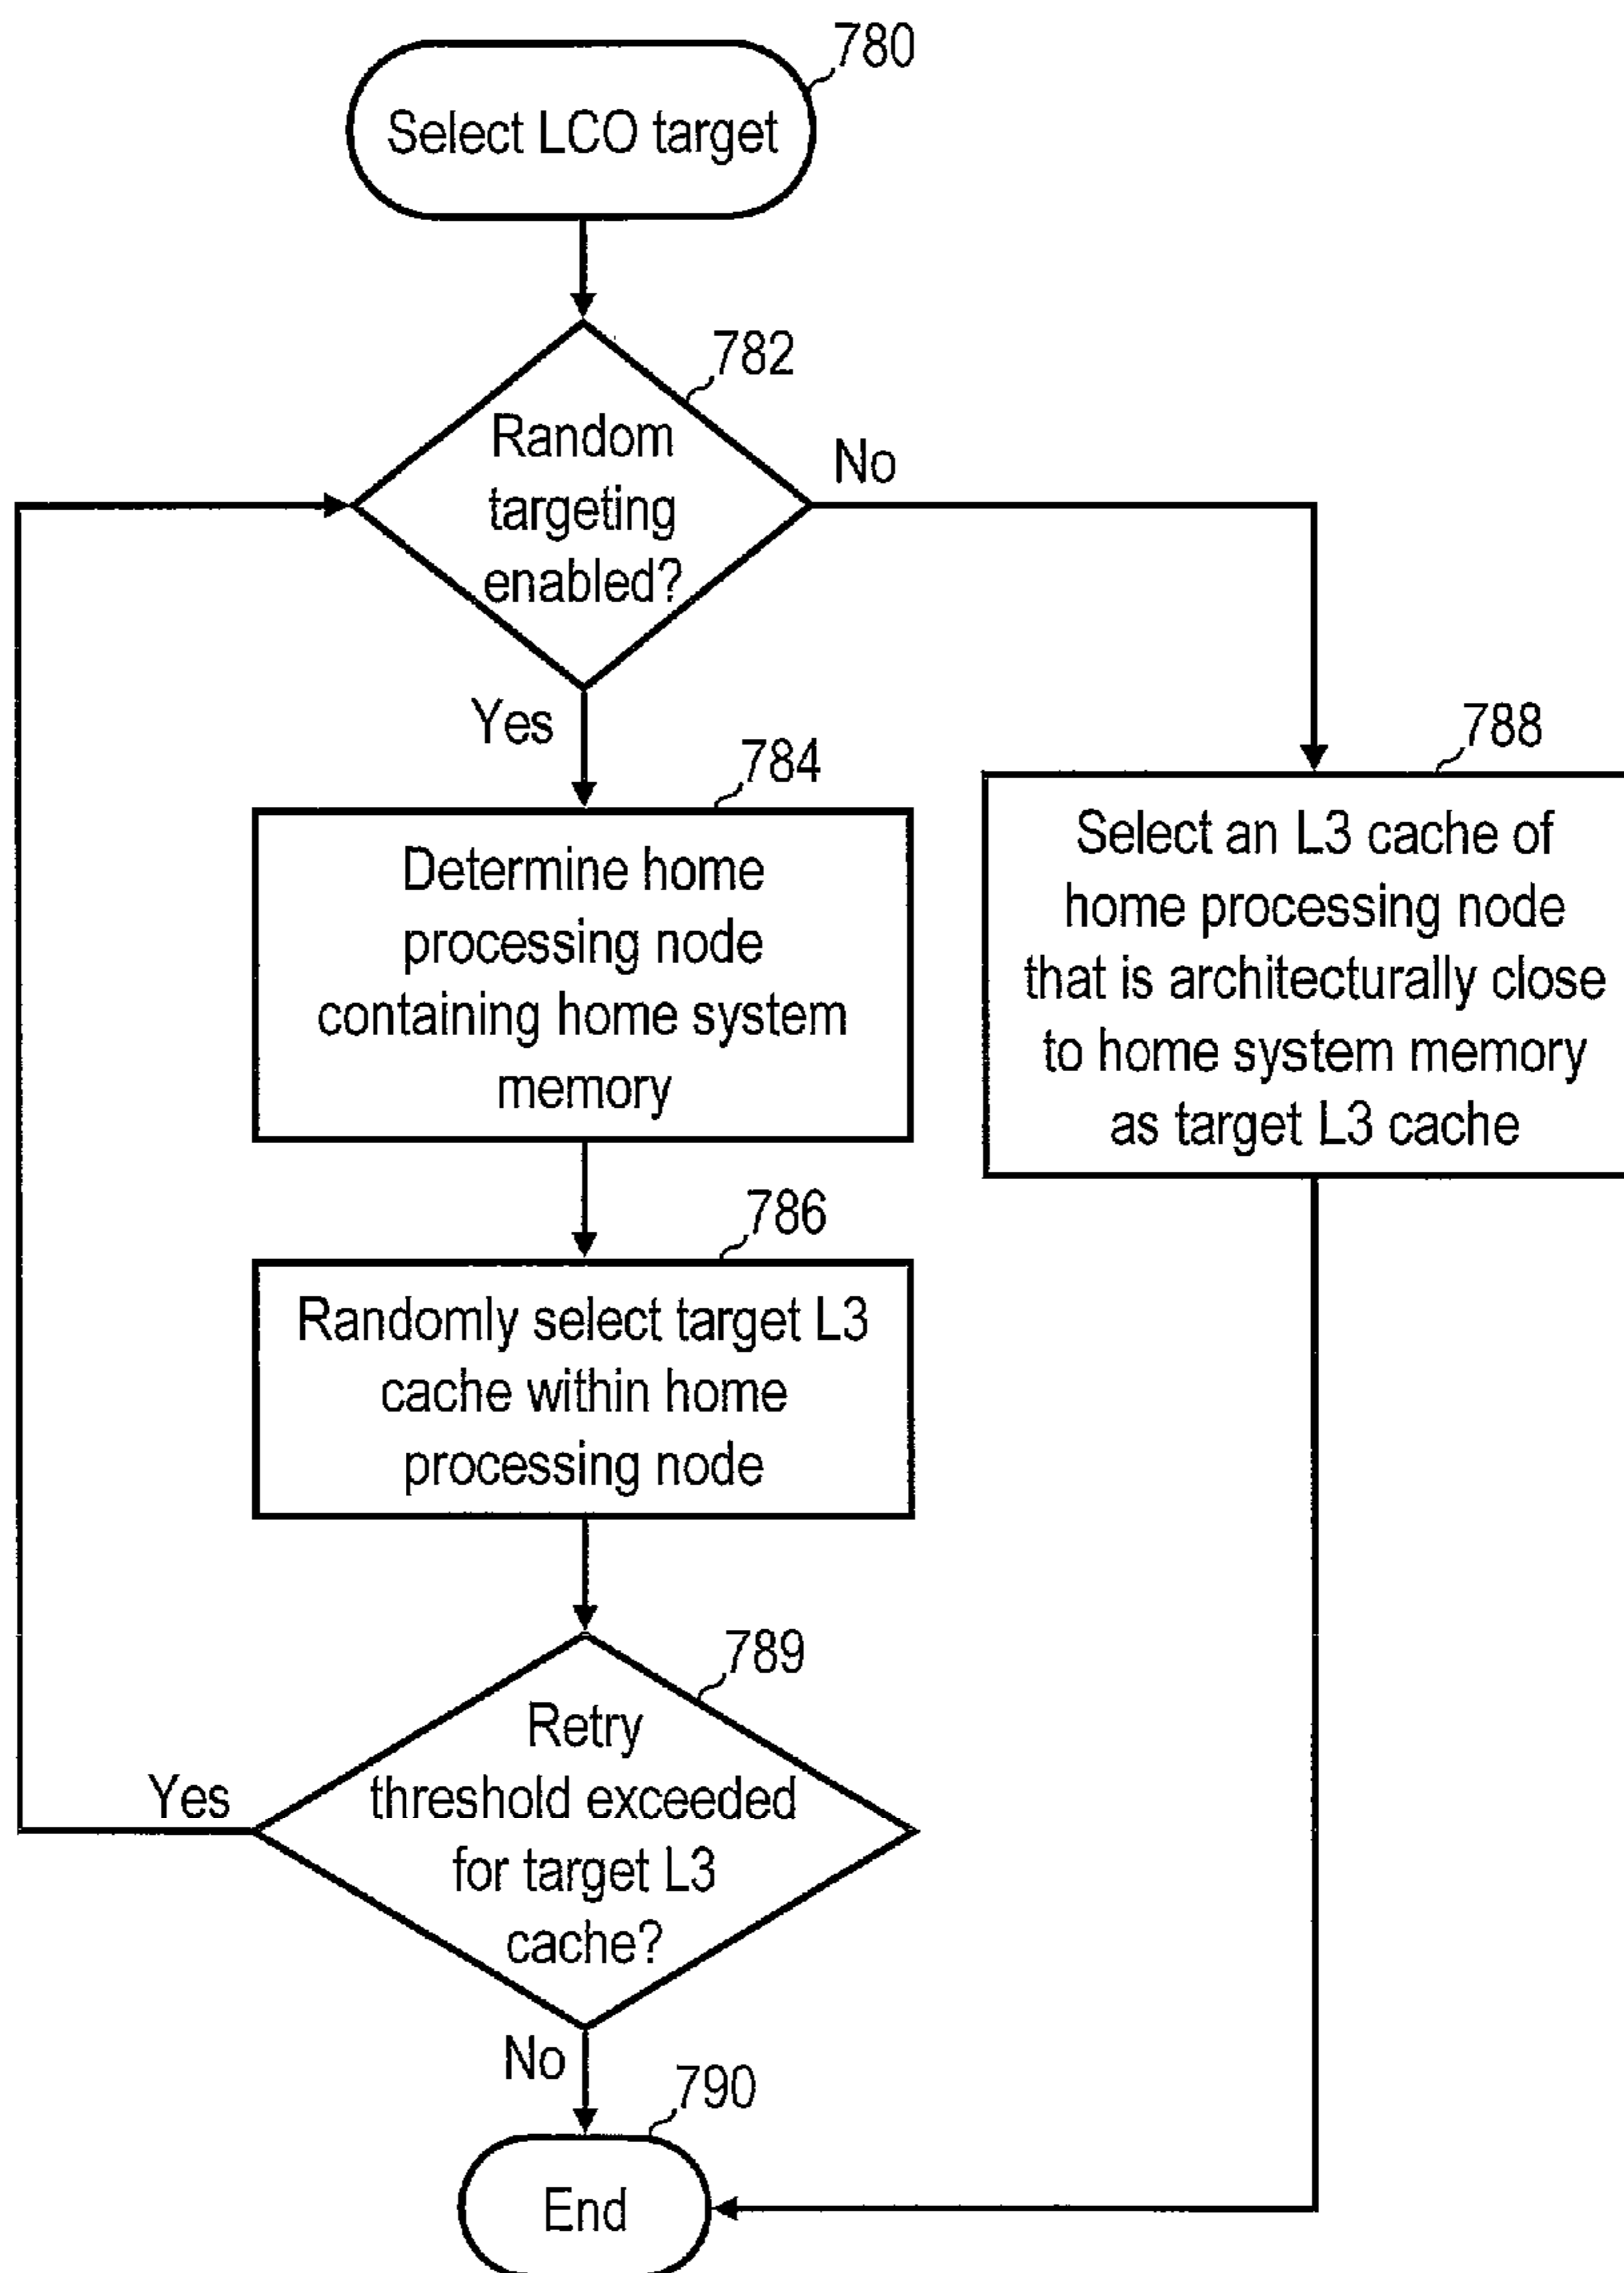 780
Select LCO target
782
Random
targeting
enabled?
No
Yes
784
Determine home
processing node
containing home system
memory
788
Select an L3 cache of
home processing node
that is architecturally close
to home system memory
as target L3 cache
786
Randomly select target L3
cache within home
processing node
789
Retry
threshold exceeded
for target L3
cache?
Yes
No
790
End